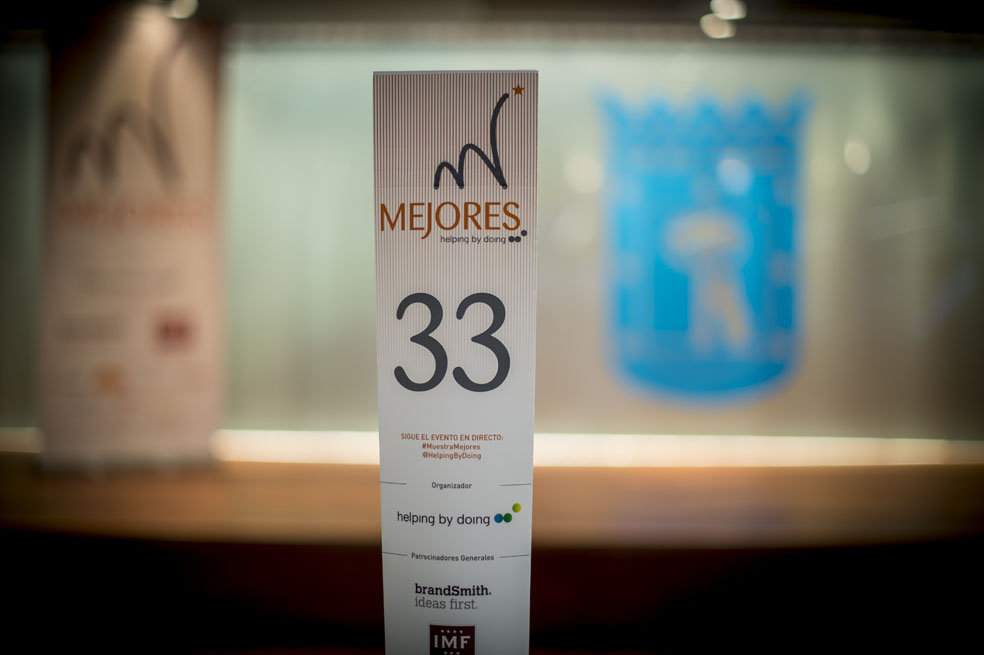 MEJORES
helping by doing
33
SIGUE EL EVENTO EN DIRECTO:
#MuestraMejores
@HelpingByDoing
Organizador
helping by doing
Patrocinadores Generales
brandSmith.
ideas first.
IMF
MEJORES